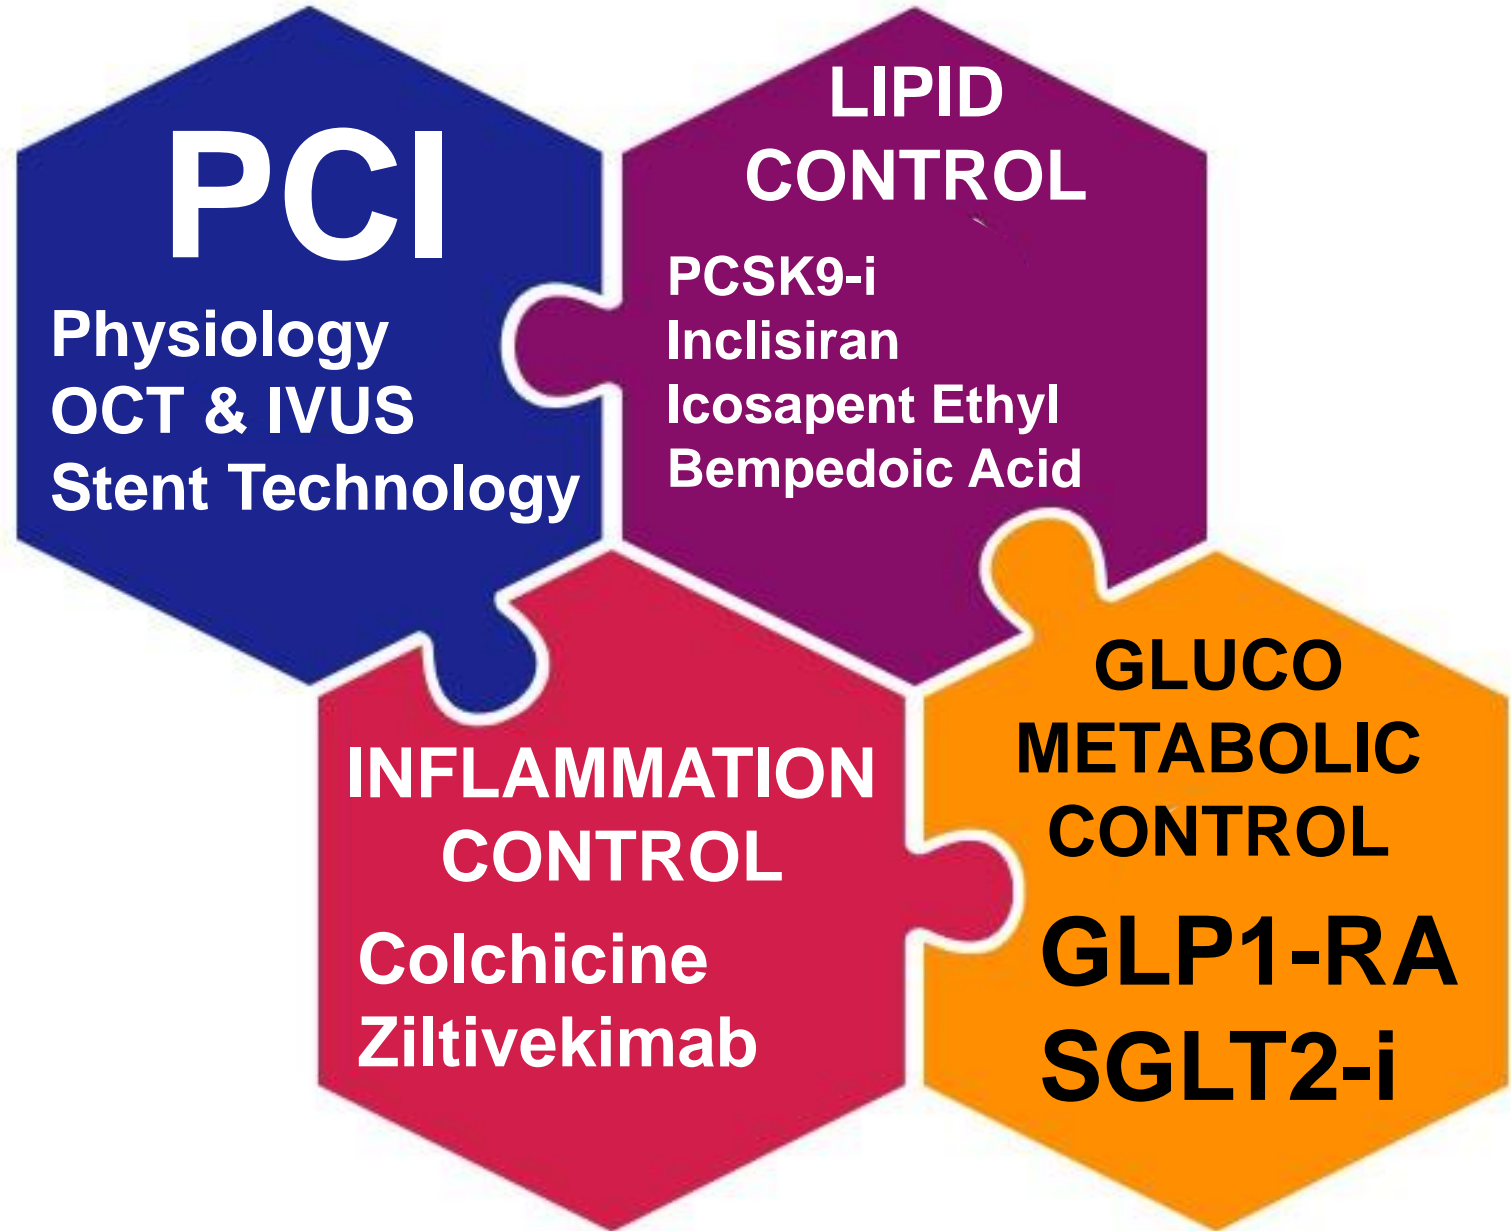 PCI
Physiology
OCT & IVUS
Stent Technology
LIPID
CONTROL
PCSK9-i
Inclisiran
Icosapent Ethyl
Bempedoic Acid
INFLAMMATION
CONTROL
Colchicine
Ziltivekimab
GLUCO
METABOLIC
CONTROL
GLP1-RA
SGLT2-i